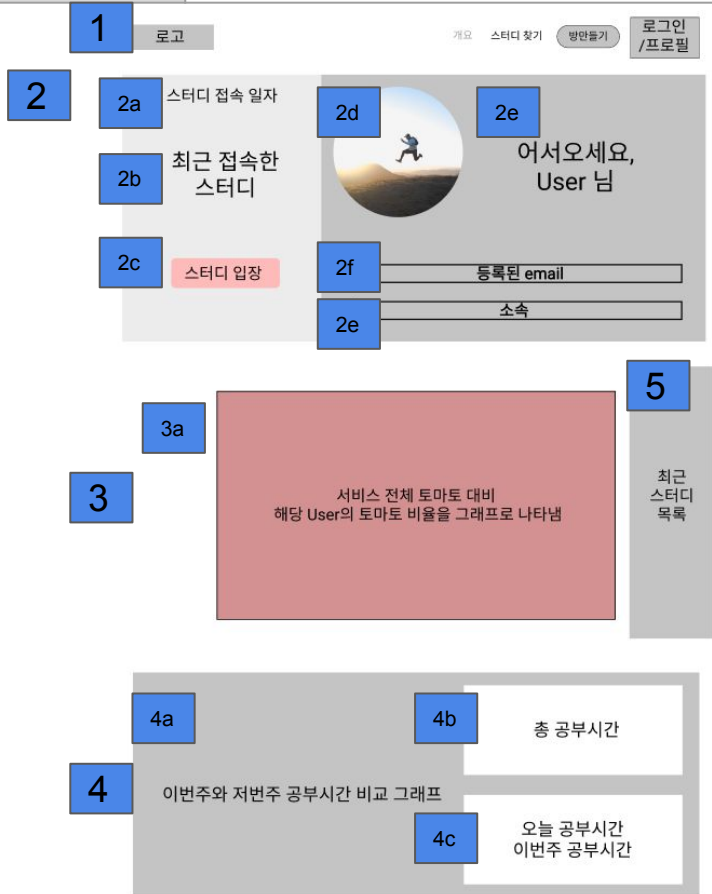 1
로고
개요
스터디 찾기
방만들기
로그인
/프로필
2
2a
스터디 접속 일자
2b
최근 접속한
스터디
2c
스터디 입장
2d
2e
어서오세요,
User 님
2f
등록된 email
2e
소속
3
3a
서비스 전체 토마토 대비
해당 User의 토마토 비율을 그래프로 나타냄
5
최근
스터디
목록
4
4a
이번주와 저번주 공부시간 비교 그래프
4b
총 공부시간
4c
오늘 공부시간
이번주 공부시간